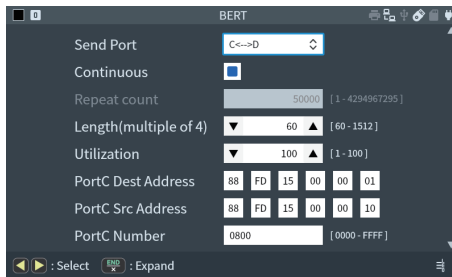 0 BERT
Send Port C<-->D
Continuous
Repeat count 50000 [ 1 - 4294967295 ]
Length(multiple of 4) ▼ 60 ▲ [ 60 - 1512 ]
Utilization ▼ 100 ▲ [ 1 - 100 ]
PortC Dest Address 88 FD 15 00 00 01
PortC Src Address 88 FD 15 00 00 10
PortC Number 0800 [ 0000 - FFFF ]
: Select END × : Expand